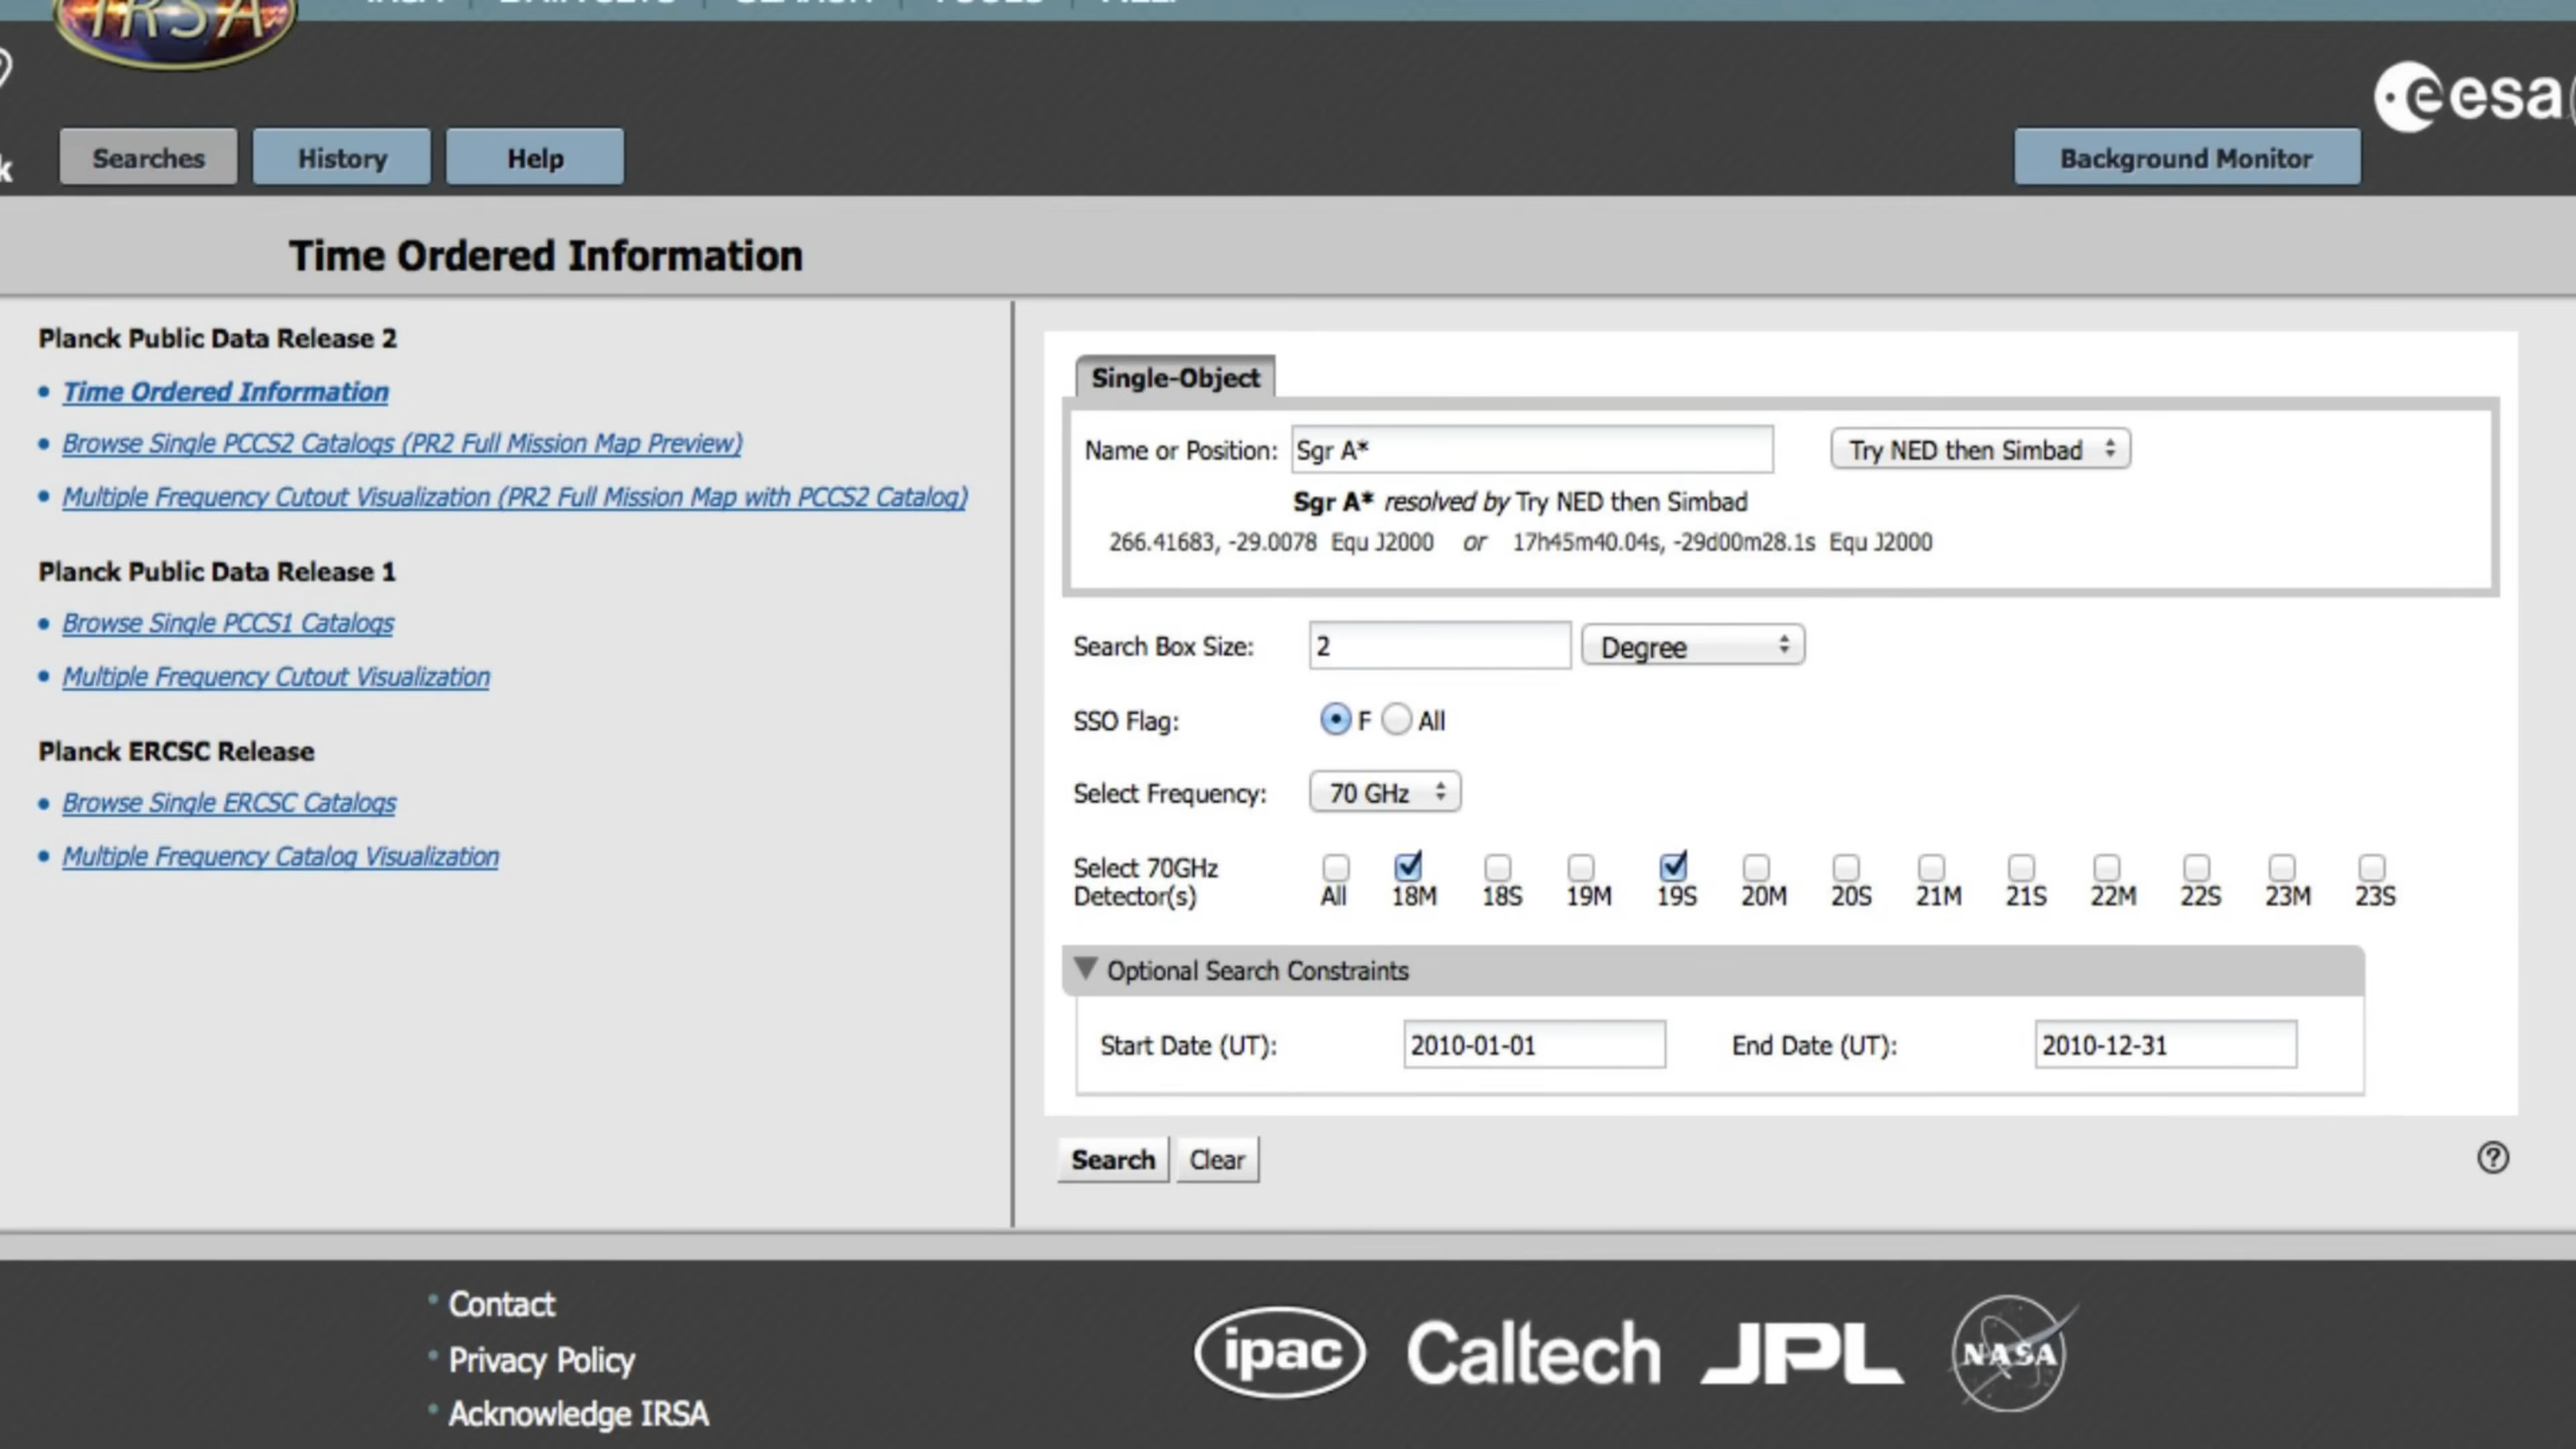 IRSA
esa
Searches
History
Help
Background Monitor
Time Ordered Information
Planck Public Data Release 2
Time Ordered Information
Browse Single PCCS2 Catalogs (PR2 Full Mission Map Preview)
Multiple Frequency Cutout Visualization (PR2 Full Mission Map with PCCS2 Catalog)
Planck Public Data Release 1
Browse Single PCCS1 Catalogs
Multiple Frequency Cutout Visualization
Planck ERCSC Release
Browse Single ERCSC Catalogs
Multiple Frequency Catalog Visualization
Single-Object
Name or Position: Sgr A* Try NED then Simbad
Sgr A* resolved by Try NED then Simbad
266.41683, -29.0078 Equ J2000 or 17h45m40.04s, -29d00m28.1s Equ J2000
Search Box Size: 2 Degree
SSO Flag: F All
Select Frequency: 70 GHz
Select 70GHz
Detector(s) All 18M 18S 19M 19S 20M 20S 21M 21S 22M 22S 23M 23S
Optional Search Constraints
Start Date (UT): 2010-01-01 End Date (UT): 2010-12-31
Search Clear
?
Contact
Privacy Policy
Acknowledge IRSA
ipac Caltech JPL NASA